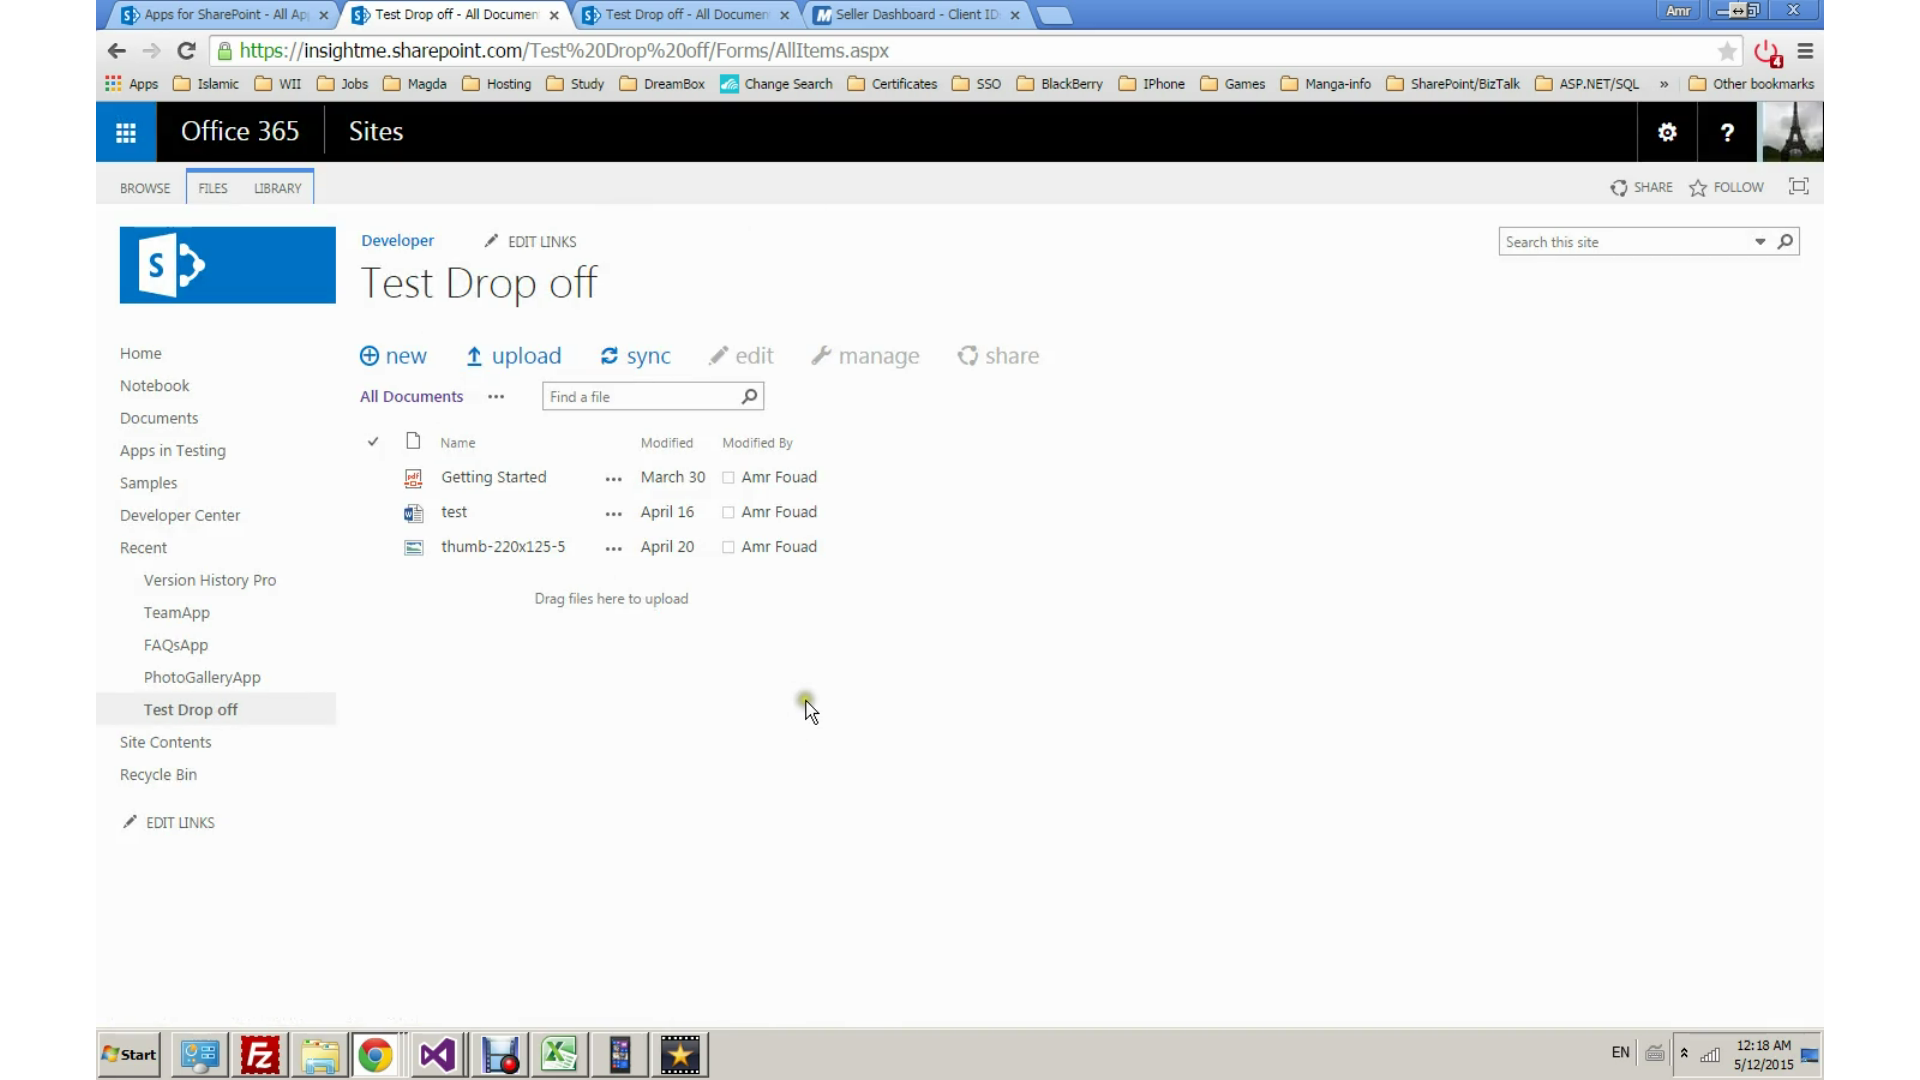 Apps for SharePoint - All Ap
Test Drop off - All Documen
Test Drop off - All Documen
Seller Dashboard - Client ID
Amr
https://insightme.sharepoint.com/Test%20Drop%20off/Forms/AllItems.aspx
4
Apps Islamic WII Jobs Magda Hosting Study DreamBox Change Search Certificates SSO BlackBerry IPhone Games Manga-info SharePoint/BizTalk ASP.NET/SQL » Other bookmarks
Office 365 Sites ?
BROWSE FILES LIBRARY SHARE FOLLOW
S
Developer EDIT LINKS
Search this site
Test Drop off
new upload sync edit manage share
All Documents ... Find a file
Name Modified Modified By
Getting Started ... March 30 Amr Fouad
test ... April 16 Amr Fouad
thumb-220x125-5 ... April 20 Amr Fouad
Drag files here to upload
Home
Notebook
Documents
Apps in Testing
Samples
Developer Center
Recent
Version History Pro
TeamApp
FAQsApp
PhotoGalleryApp
Test Drop off
Site Contents
Recycle Bin
EDIT LINKS
Start
EN
12:18 AM
5/12/2015